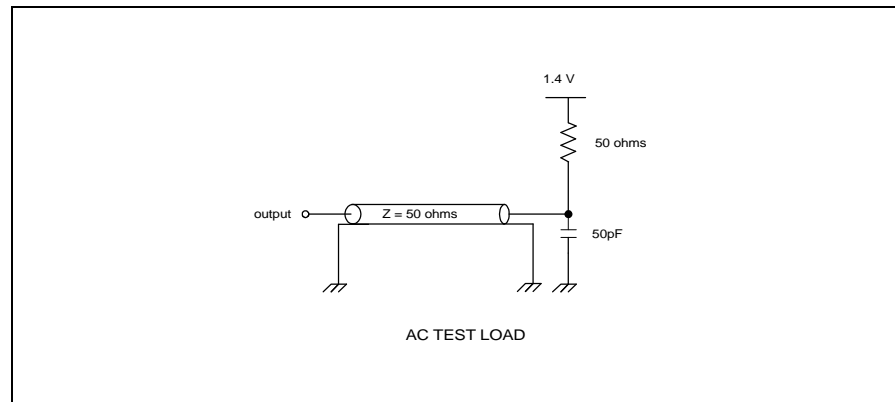 1.4 V
50 ohms
output
Z = 50 ohms
50pF
AC TEST LOAD